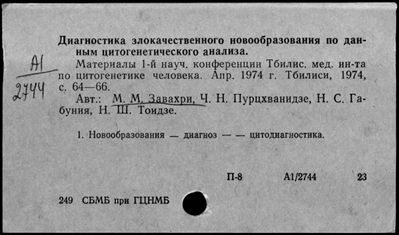 Диагностика злокачественного новообразования по дан-
ным цитогенетического анализа.
А1
2744
Материалы 1-й науч. конференции Тбилис. мед. ин-та
по цитогенетике человека. Апр. 1974 г. Тбилиси, 1974,
с. 64—66.
Авт.: М. М. Завахри, Ч. Н. Пурцхванидзе, Н. С. Га-
буния, Н. Ш. Тоидзе.
1. Новообразования — диагноз — — цитодиагностика.
П-8 А1/2744 23
249 СБМБ при ГЦНМБ